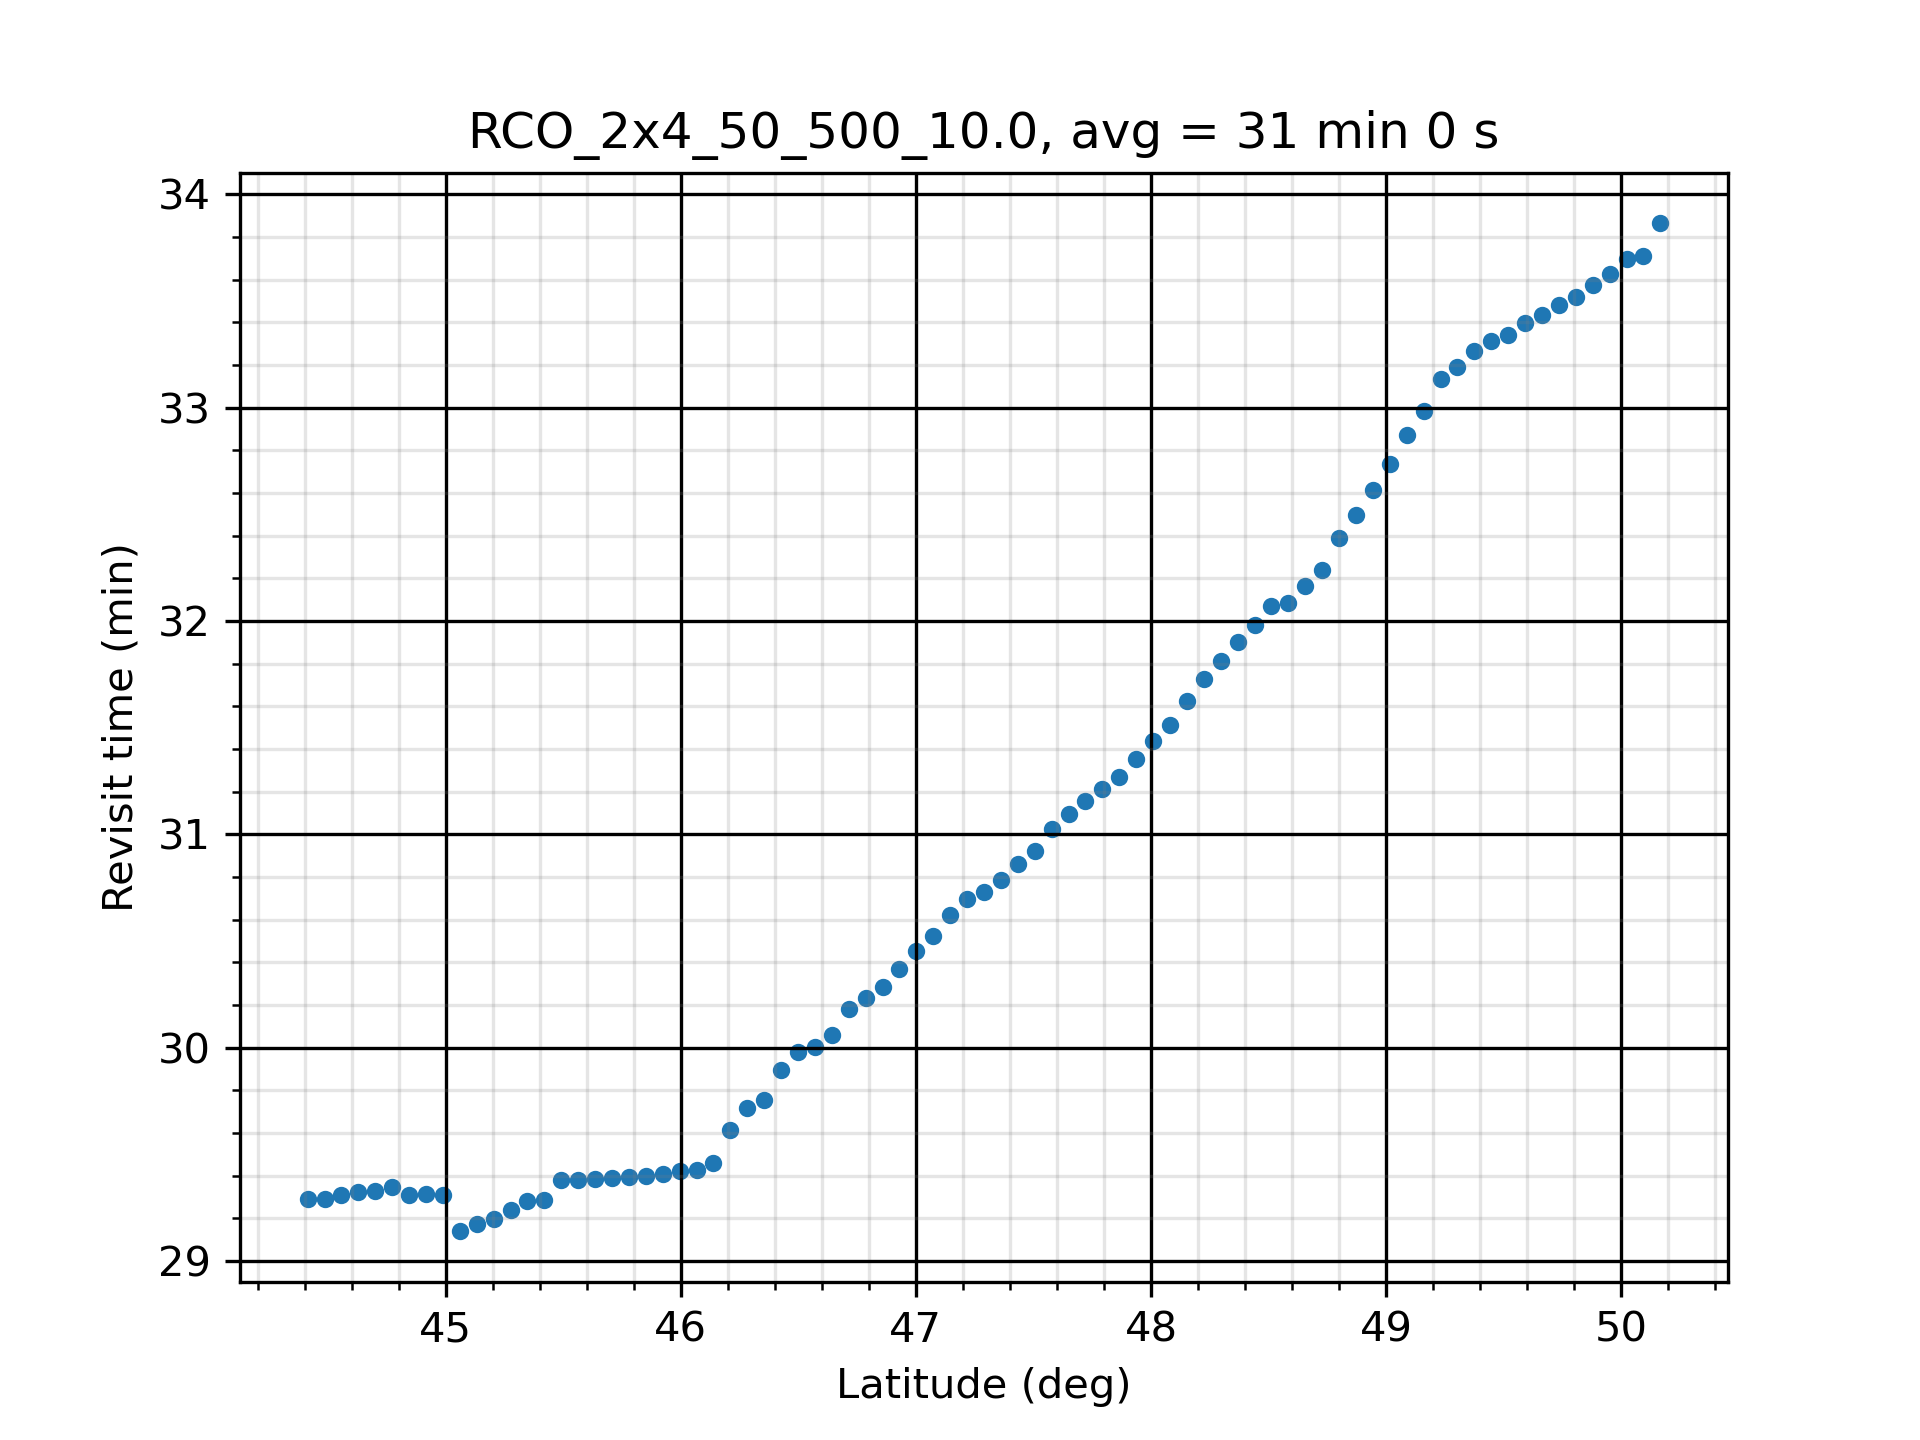 RCO_2x4_50_500_10.0, avg = 31 min 0 s
34
33
32
31
30
29
Revisit time (min)
45 46 47 48 49 50
Latitude (deg)